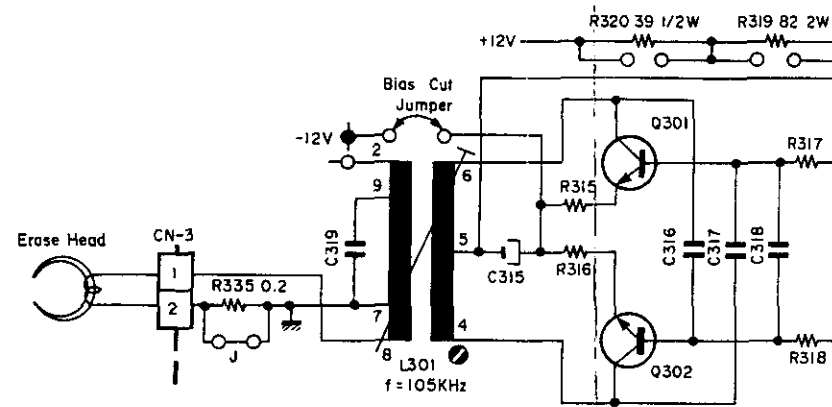 R320 39 1/2W
R319 82 2W
+12V
Bias Cut
Jumper
Q301
-12V
2
6
R317
9
R315
Erase Head
CN-3
C319
5
C316
C317
C318
1
R335 0.2
C315
R316
2
7
4
J
8
L301
f=105KHz
Q302
R318